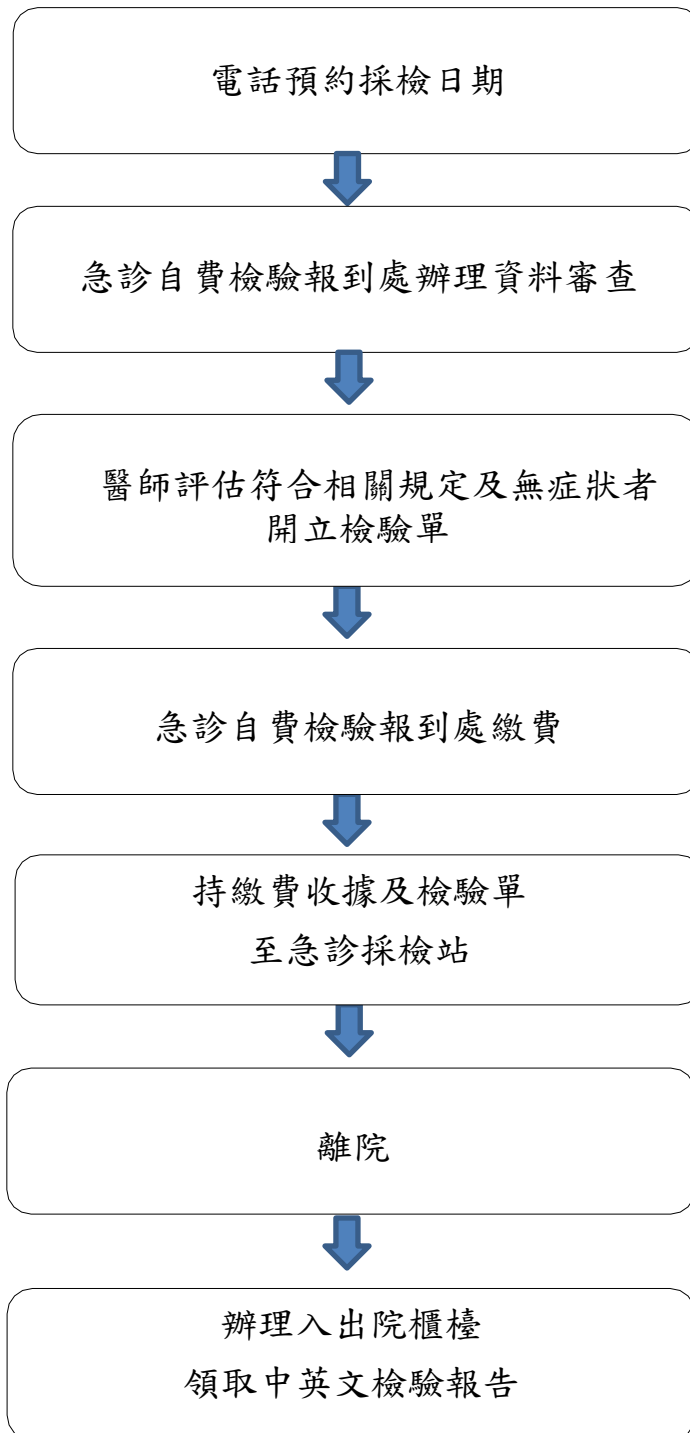 電話預約採檢日期
急診自費檢驗報到處辦理資料審查
醫師評估符合相關規定及無症狀者
開立檢驗單
急診自費檢驗報到處繳費
持繳費收據及檢驗單
至急診採檢站
離院
辦理入出院櫃檯
領取中英文檢驗報告